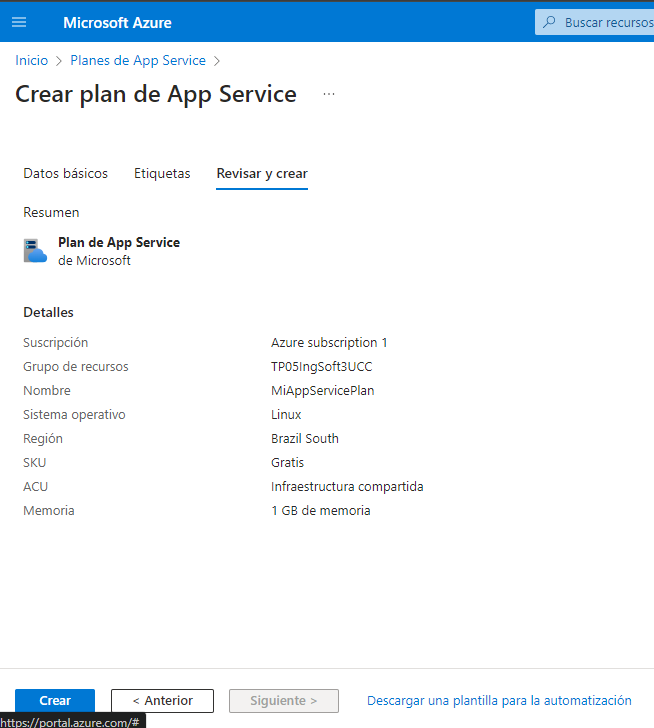 Microsoft Azure
Buscar recursos
Inicio > Planes de App Service >
Crear plan de App Service ...
Datos básicos Etiquetas Revisar y crear
Resumen
Plan de App Service
de Microsoft
Detalles
Suscripción Azure subscription 1
Grupo de recursos TP05IngSoft3UCC
Nombre MiAppServicePlan
Sistema operativo Linux
Región Brazil South
SKU Gratis
ACU Infraestructura compartida
Memoria 1 GB de memoria
Crear < Anterior Siguiente > Descargar una plantilla para la automatización
https://portal.azure.com/#